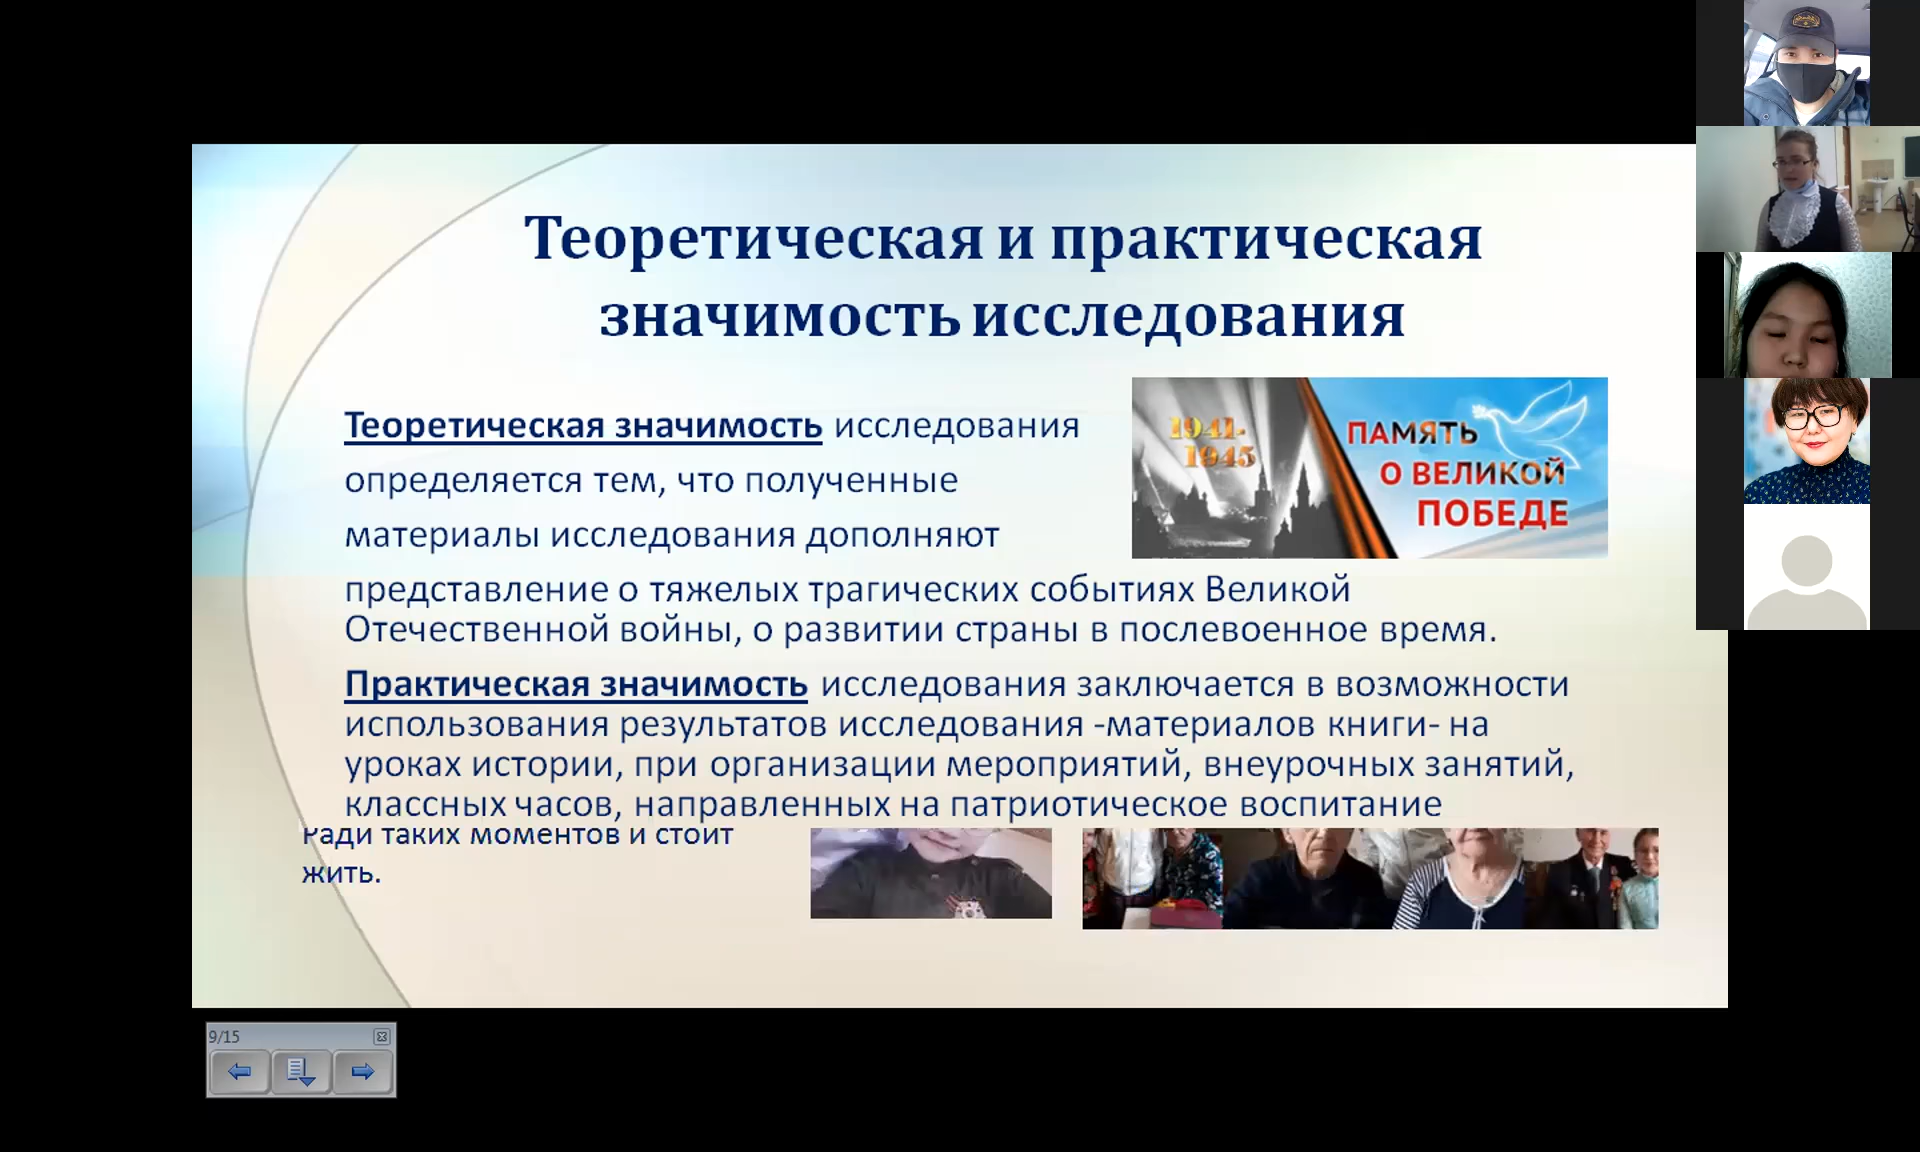 Теоретическая и практическая
значимость исследования
Теоретическая значимость исследования
определяется тем, что полученные
материалы исследования дополняют
представление о тяжелых трагических событиях Великой
Отечественной войны, о развитии страны в послевоенное время.
1941-
1945
ПАМЯТЬ
О ВЕЛИКОЙ
ПОБЕДЕ
Практическая значимость исследования заключается в возможности
использования результатов исследования -материалов книги- на
уроках истории, при организации мероприятий, внеурочных занятий,
классных часов, направленных на патриотическое воспитание
Ради таких моментов и стоит
жить.
9/15